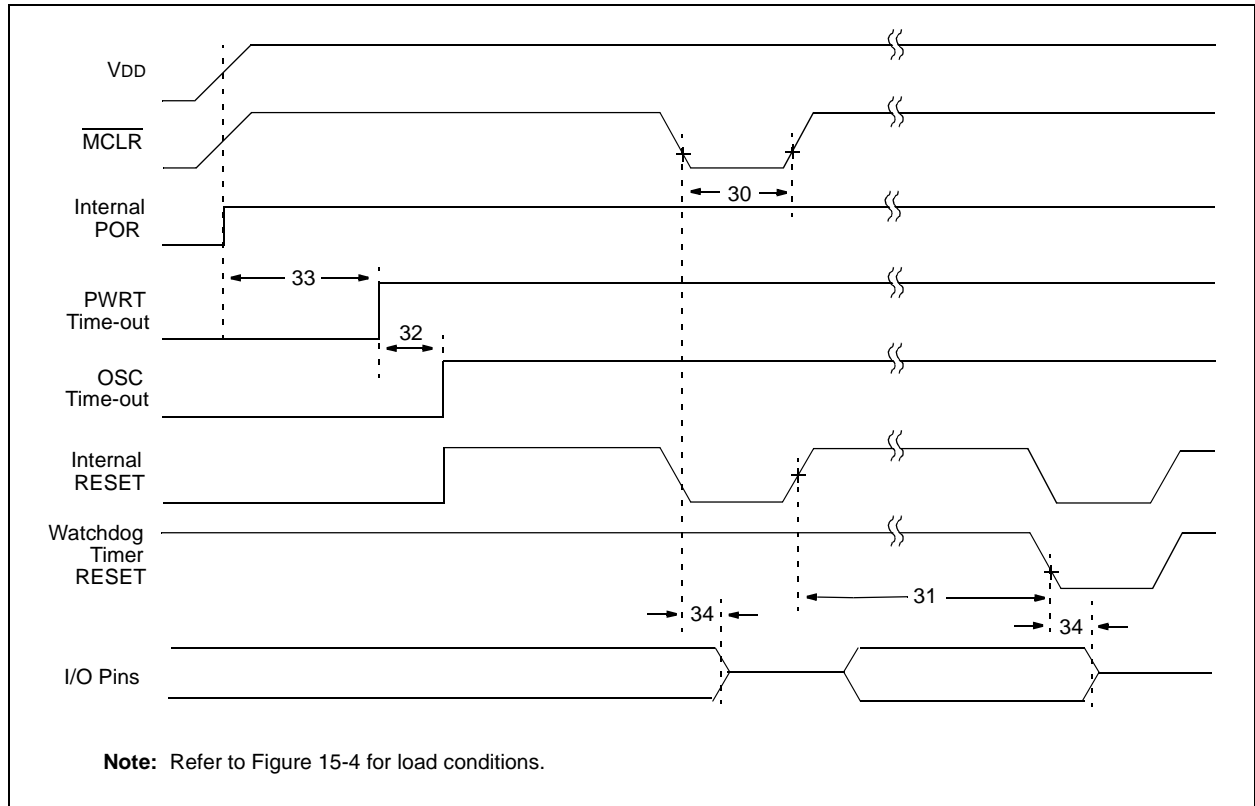 VDD
MCLR
Internal
POR
30
33
PWRT
Time-out
32
OSC
Time-out
Internal
RESET
Watchdog
Timer
RESET
31
34
34
I/O Pins
Note: Refer to Figure 15-4 for load conditions.